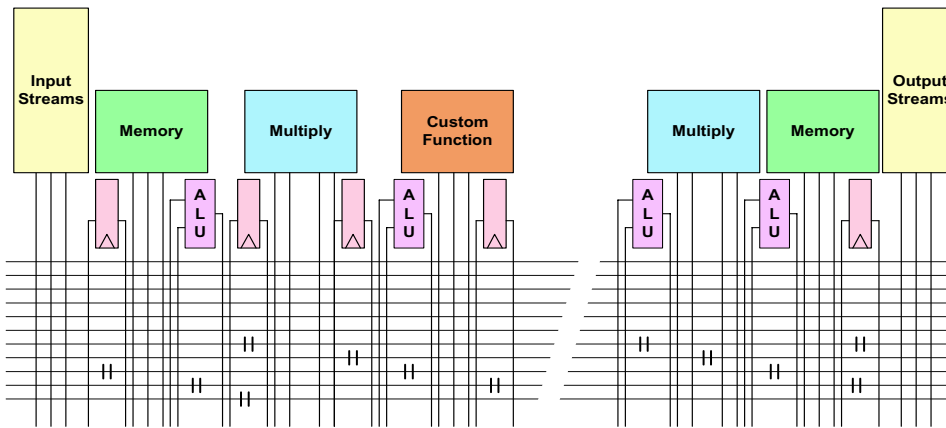 Input
Streams
Memory
Multiply
Custom
Function
Multiply
Memory
Output
Streams
A
L
U
A
L
U
A
L
U
A
L
U